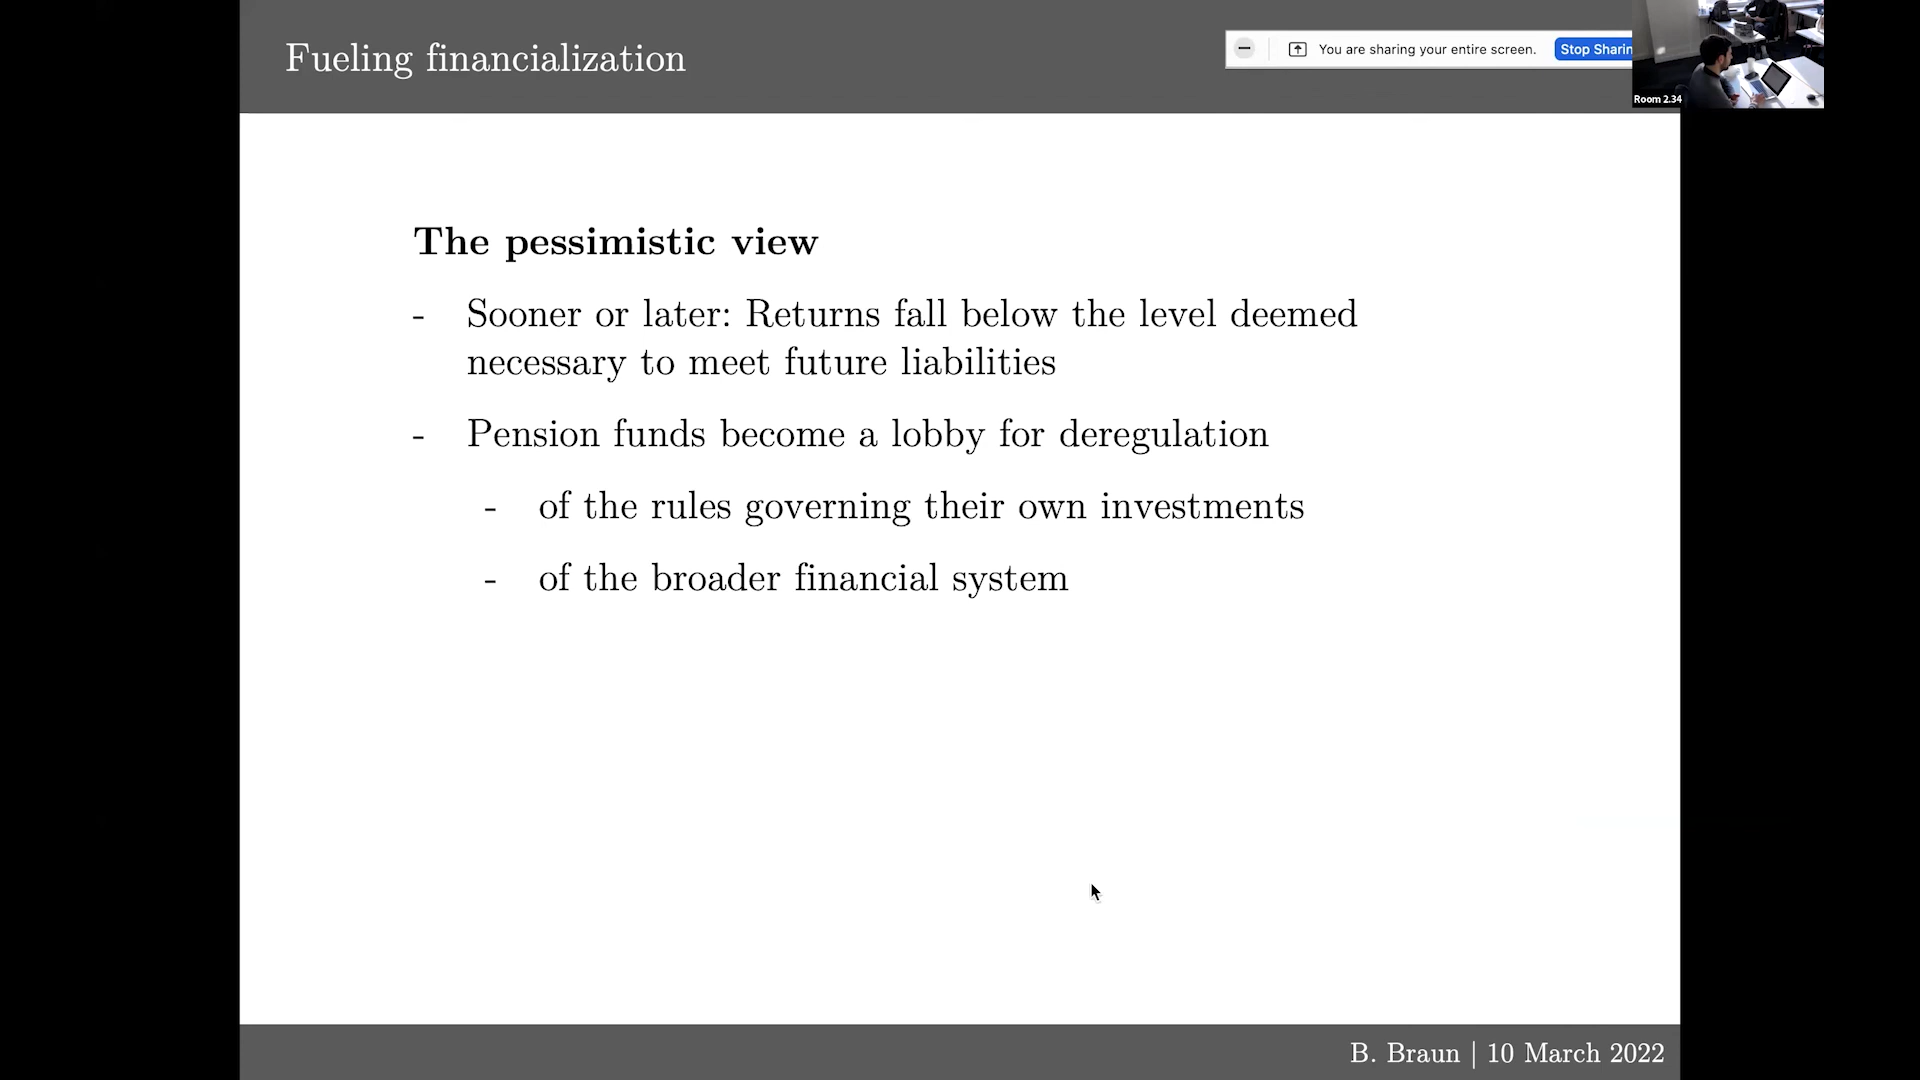 Fueling financialization
You are sharing your entire screen.
Stop Sharin
Room 2.34
The pessimistic view
- Sooner or later: Returns fall below the level deemed
necessary to meet future liabilities
- Pension funds become a lobby for deregulation
- of the rules governing their own investments
- of the broader financial system
B. Braun | 10 March 2022